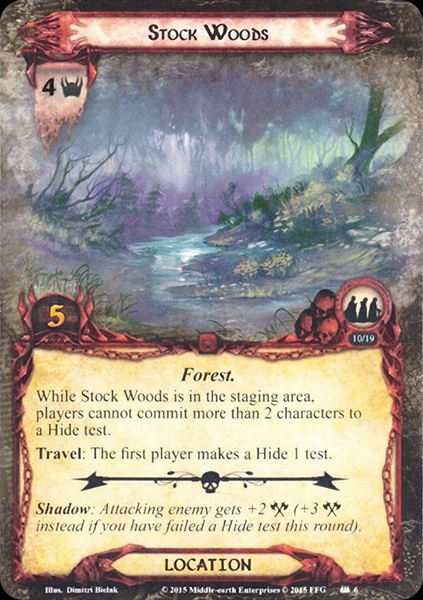 Stock Woods
4
5
10/19
Forest.
While Stock Woods is in the staging area,
players cannot commit more than 2 characters to
a Hide test.
Travel: The first player makes a Hide 1 test.
Shadow: Attacking enemy gets +2 (+3
instead if you have failed a Hide test this round).
LOCATION
Illus. Dimitri Bielak © 2015 Middle-earth Enterprises © 2015 FFG 6